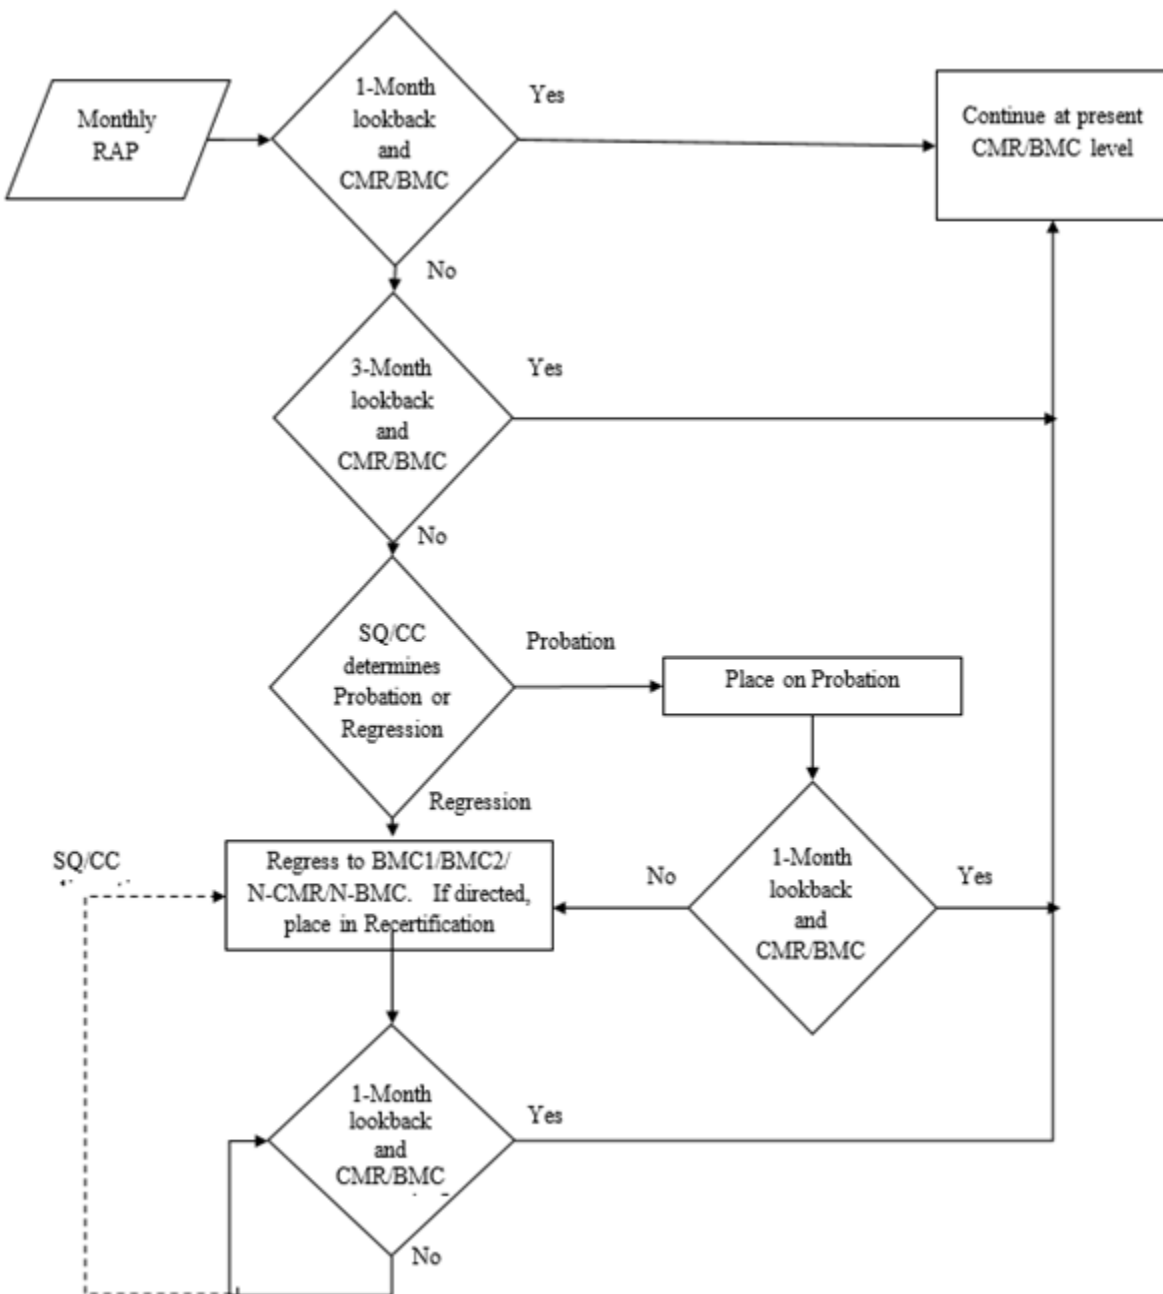 Monthly
RAP
1-Month
lookback
and
CMR/BMC
Yes
Continue at present
CMR/BMC level
No
3-Month
lookback
and
CMR/BMC
Yes
No
SQ/CC
determines
Probation or
Regression
Probation
Place on Probation
Regression
SQ/CC
Regress to BMC1/BMC2/
N-CMR/N-BMC. If directed,
place in Recertification
No
1-Month
lookback
and
CMR/BMC
Yes
1-Month
lookback
and
CMR/BMC
Yes
No